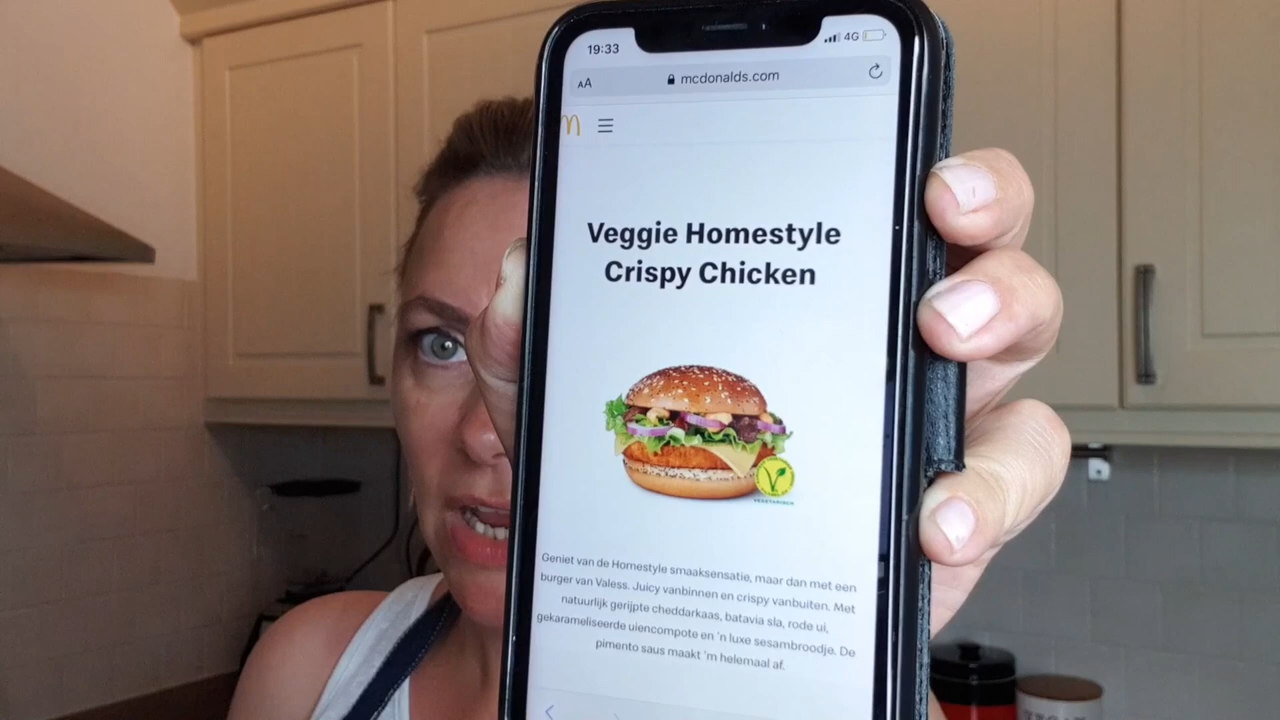 19:33
4G
AA
mcdonalds.com
Veggie Homestyle
Crispy Chicken
VEGETARISCH
Geniet van de Homestyle smaaksensatie, maar dan met een
burger van Valess. Juicy vanbinnen en crispy vanbuiten. Met
natuurlijk gerijpte cheddarkaas, batavia sla, rode ui,
gekarameliseerde uiencompote en 'n luxe sesambroodje. De
pimento saus maakt 'm helemaal af.